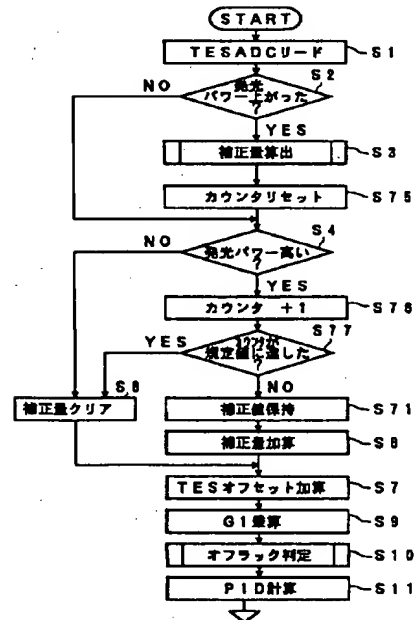 START
TESADCリード
S1
S2
NO
発光
パワー上がった
?
YES
補正量算出
S3
カウンタリセット
S75
S4
NO
発光パワー高い
?
YES
カウンタ +1
S76
S77
YES
カウンタが
規定値に達した
?
NO
S8
補正量クリア
補正値保持
S71
補正量加算
S6
TESオフセット加算
S7
G1乗算
S9
オフラック判定
S10
PID計算
S11